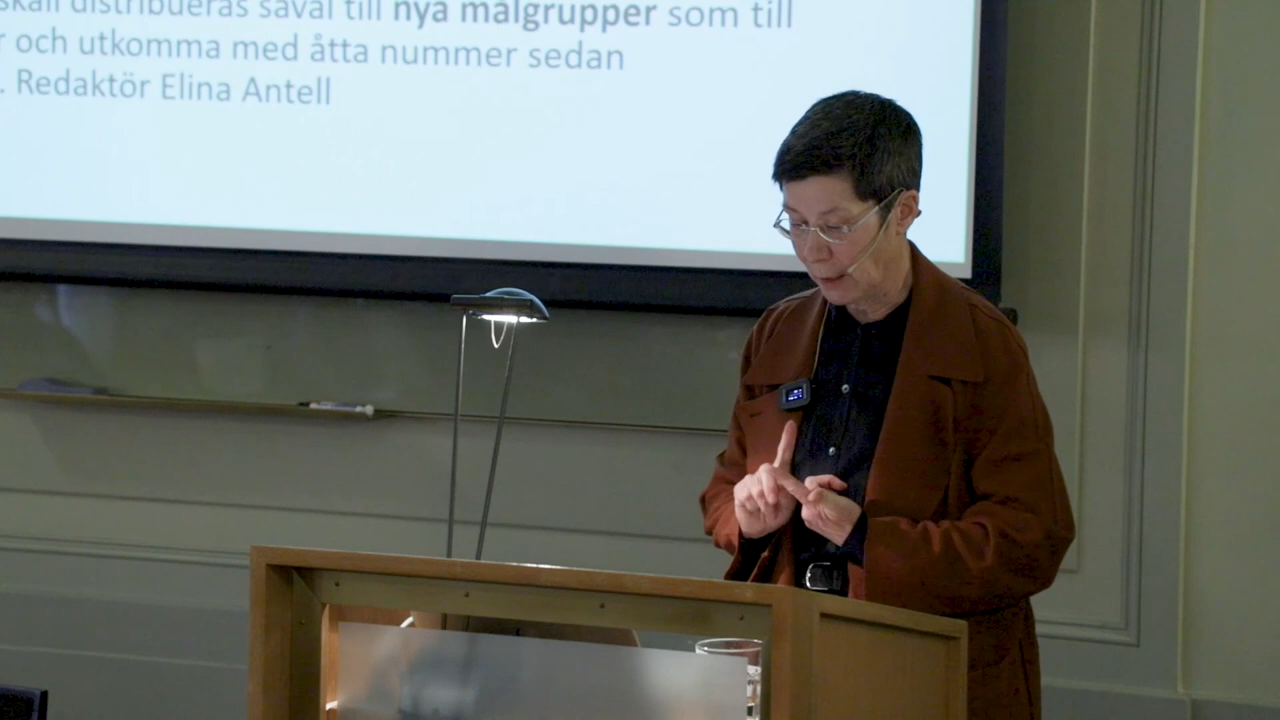 skall distribueras såväl till nya målgrupper som till
r och utkomma med åtta nummer sedan
. Redaktör Elina Antell